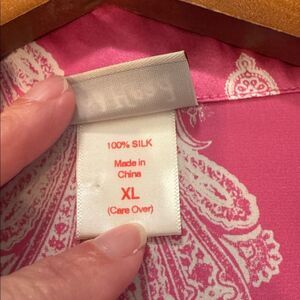 100% SILK
Made in
China
XL
(Care Over)